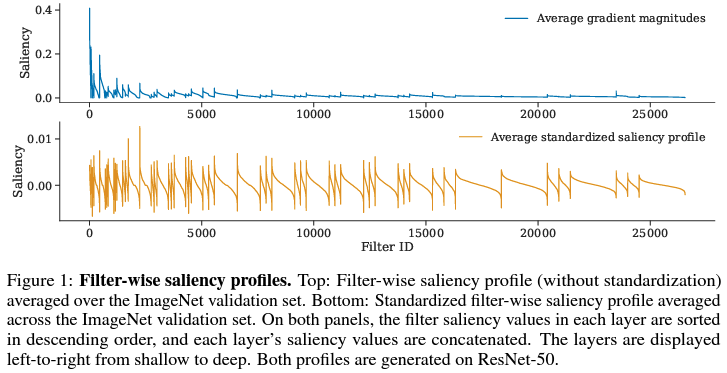 0.4
Average gradient magnitudes
Saliency
0.2
0.0
0 5000 10000 15000 20000 25000
Average standardized saliency profile
0.01
Saliency
0.00
0 5000 10000 15000 20000 25000
Filter ID
Figure 1: Filter-wise saliency profiles. Top: Filter-wise saliency profile (without standardization)
averaged over the ImageNet validation set. Bottom: Standardized filter-wise saliency profile averaged
across the ImageNet validation set. On both panels, the filter saliency values in each layer are sorted
in descending order, and each layer's saliency values are concatenated. The layers are displayed
left-to-right from shallow to deep. Both profiles are generated on ResNet-50.